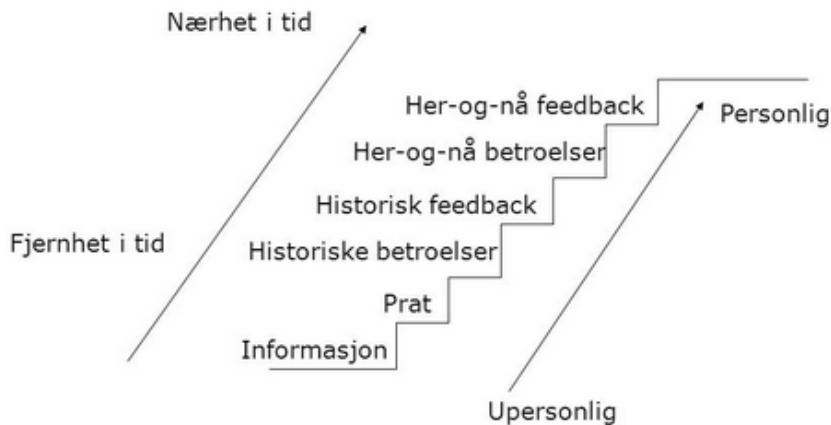 Nærhet i tid
Her-og-nå feedback
Personlig
Her-og-nå betroelser
Historisk feedback
Fjernhet i tid
Historiske betroelser
Prat
Informasjon
Upersonlig